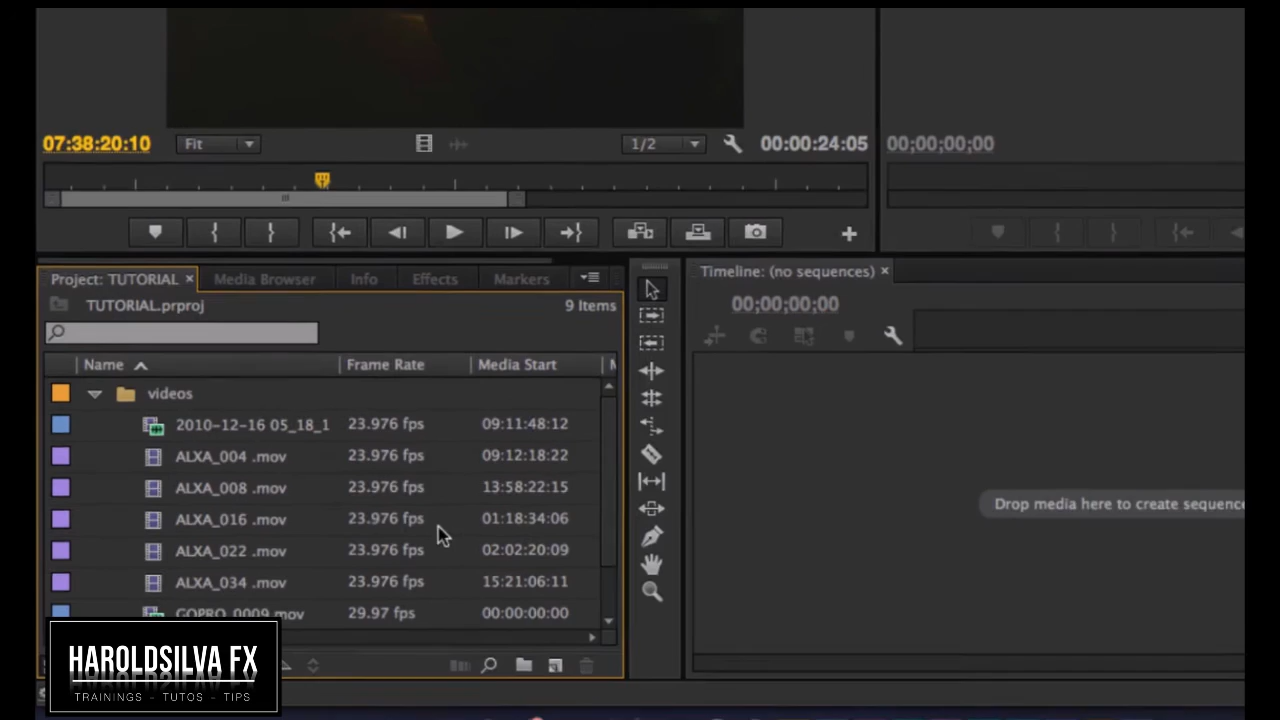 07:38:20:10 Fit 1/2 00:00:24:05 00;00;00;00
Project: TUTORIAL × Media Browser Info Effects Markers
Timeline: (no sequences) ×
TUTORIAL.prproj 9 Items
00;00;00;00
Name Frame Rate Media Start
videos
2010-12-16 05_18_1 23.976 fps 09:11:48:12
ALXA_004 .mov 23.976 fps 09:12:18:22
ALXA_008 .mov 23.976 fps 13:58:22:15
Drop media here to create sequence
ALXA_016 .mov 23.976 fps 01:18:34:06
ALXA_022 .mov 23.976 fps 02:02:20:09
ALXA_034 .mov 23.976 fps 15:21:06:11
GOPRO_0009.mov 29.97 fps 00:00:00:00
HAROLDSILVA FX
TRAININGS - TUTOS - TIPS